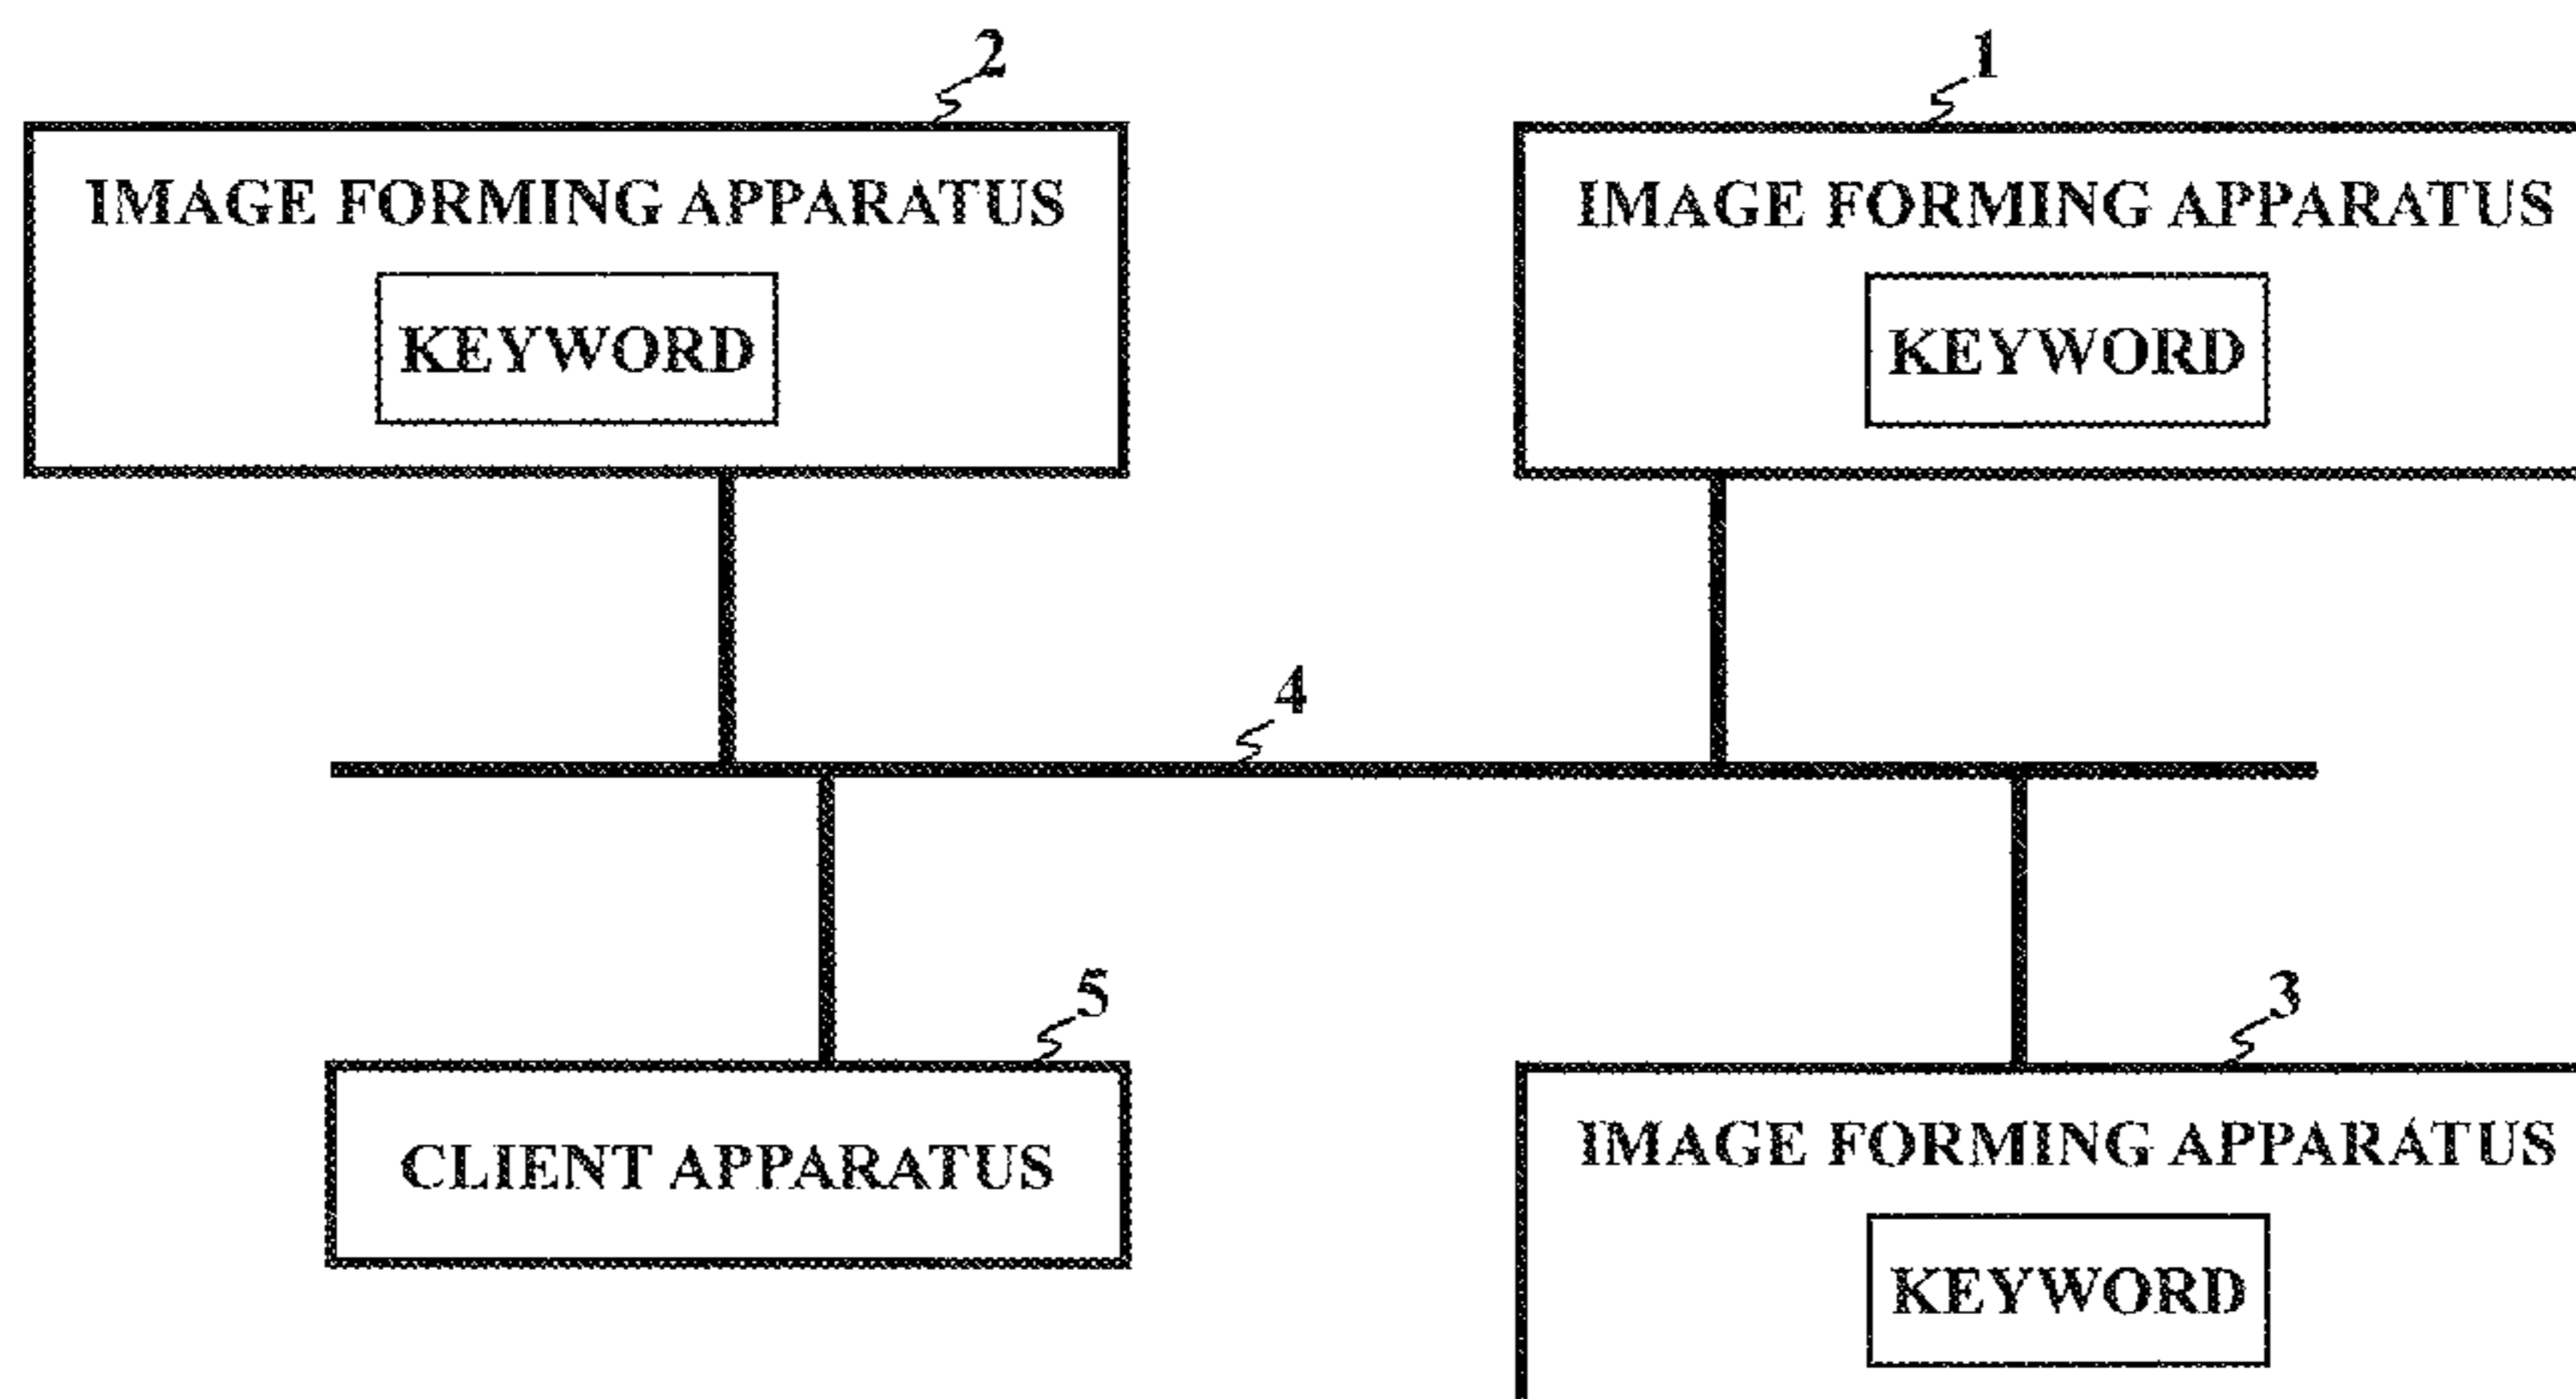 2
1
IMAGE FORMING APPARATUS
IMAGE FORMING APPARATUS
KEYWORD
KEYWORD
4
5
3
CLIENT APPARATUS
IMAGE FORMING APPARATUS
KEYWORD